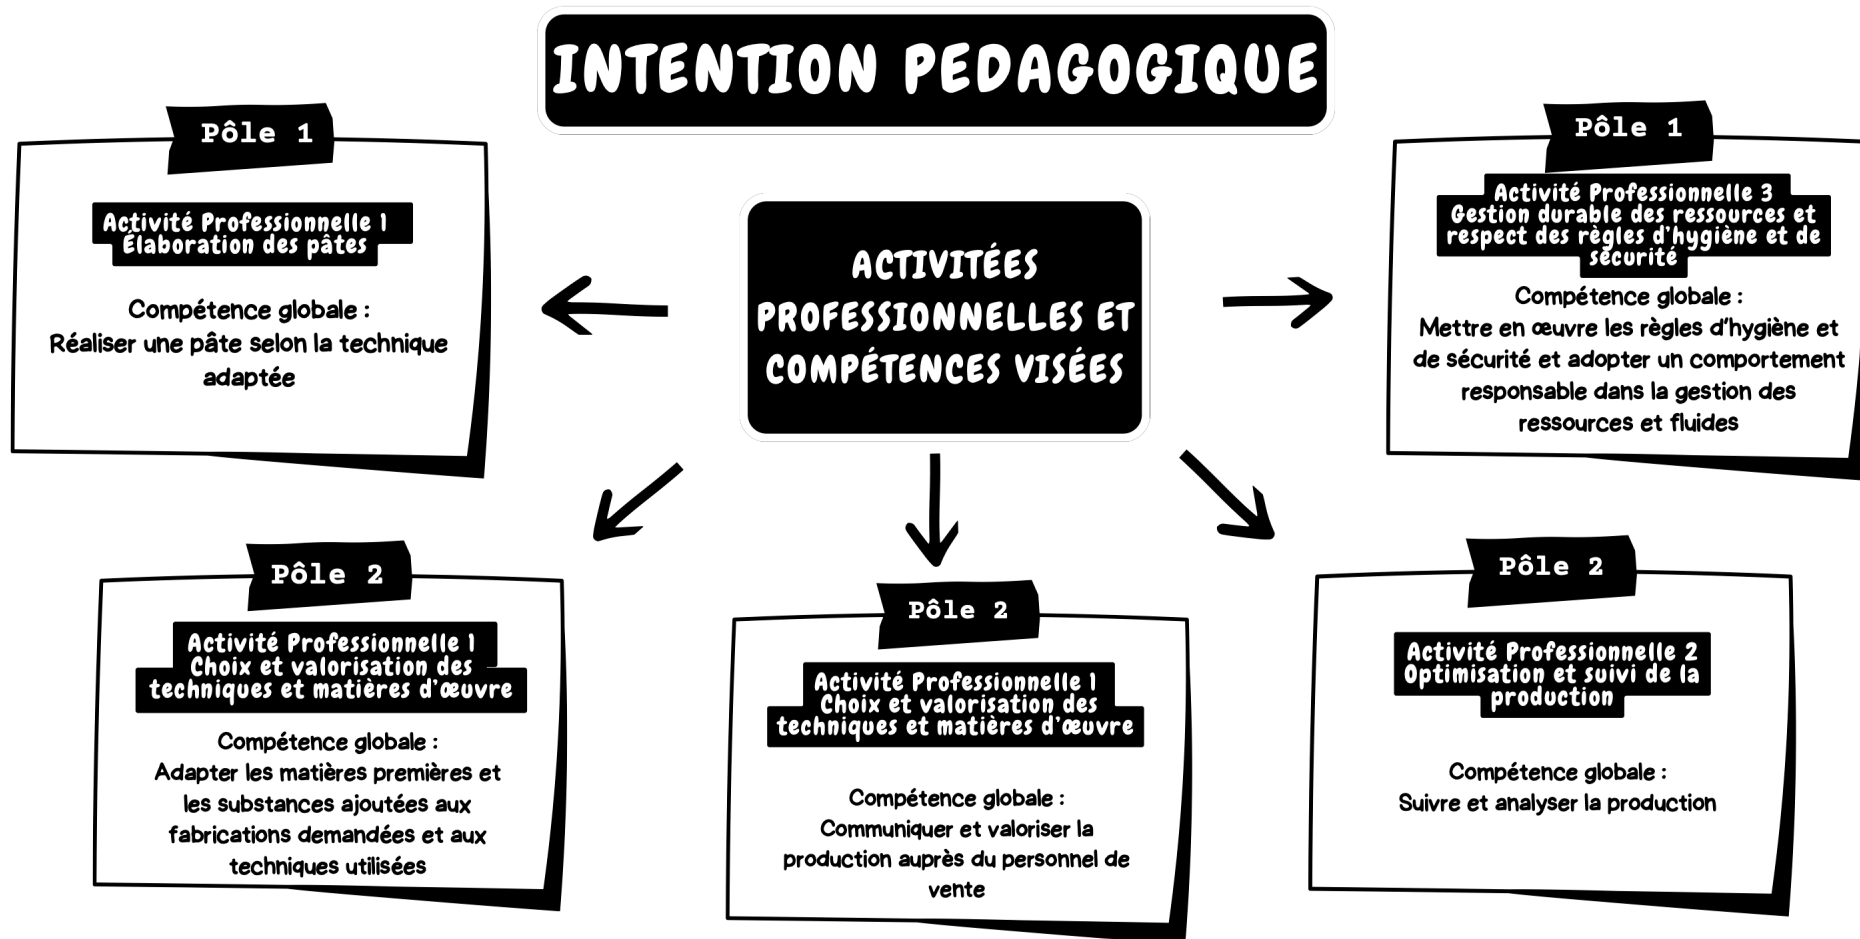 INTENTION PEDAGOGIQUE
Pôle 1
Activité Professionnelle 1
Élaboration des pâtes
Compétence globale :
Réaliser une pâte selon la technique
adaptée
ACTIVITÉES
PROFESSIONNELLES ET
COMPÉTENCES VISÉES
Pôle 1
Activité Professionnelle 3
Gestion durable des ressources et
respect des règles d'hygiène et de
sécurité
Compétence globale :
Mettre en œuvre les règles d'hygiène et
de sécurité et adopter un comportement
responsable dans la gestion des
ressources et fluides
Pôle 2
Activité Professionnelle 1
Choix et valorisation des
techniques et matières d'œuvre
Compétence globale :
Adapter les matières premières et
les substances ajoutées aux
fabrications demandées et aux
techniques utilisées
Pôle 2
Activité Professionnelle 1
Choix et valorisation des
techniques et matières d'œuvre
Compétence globale :
Communiquer et valoriser la
production auprès du personnel de
vente
Pôle 2
Activité Professionnelle 2
Optimisation et suivi de la
production
Compétence globale :
Suivre et analyser la production